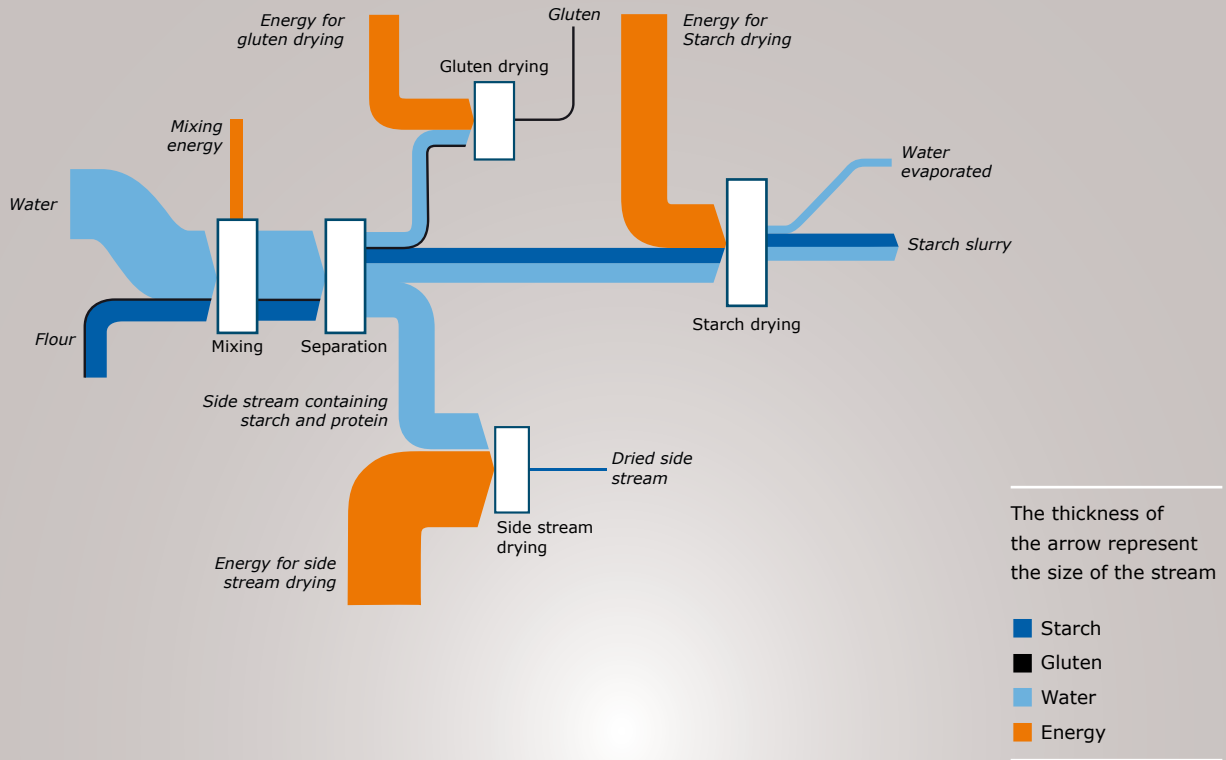 Energy for
gluten drying
Gluten
Energy for
Starch drying
Gluten drying
Mixing
energy
Water
evaporated
Water
Starch slurry
Flour
Mixing
Separation
Starch drying
Side stream containing
starch and protein
Dried side
stream
Side stream
drying
Energy for side
stream drying
The thickness of
the arrow represent
the size of the stream
Starch
Gluten
Water
Energy